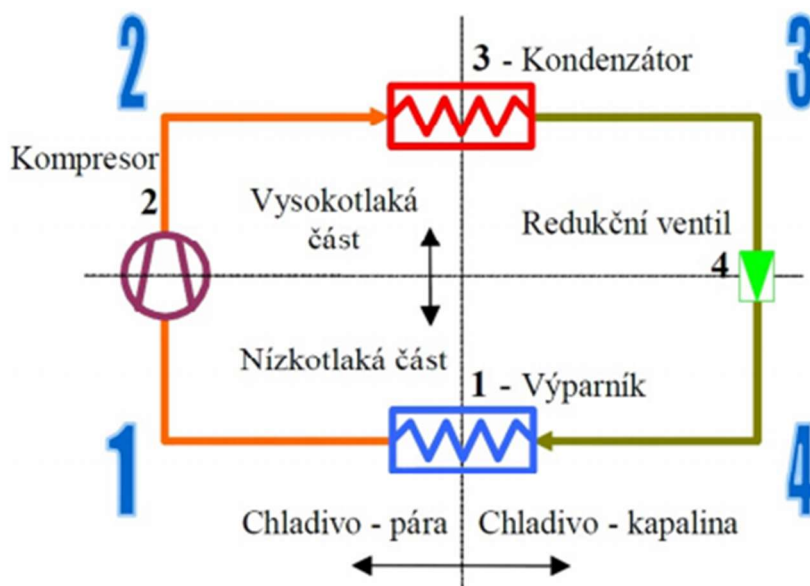 2
3 - Kondenzátor
3
Kompresor
2
Vysokotlaká
část
Redukční ventil
4
Nízkotlaká část
1 - Výparník
1
4
Chladivo - pára
Chladivo - kapalina